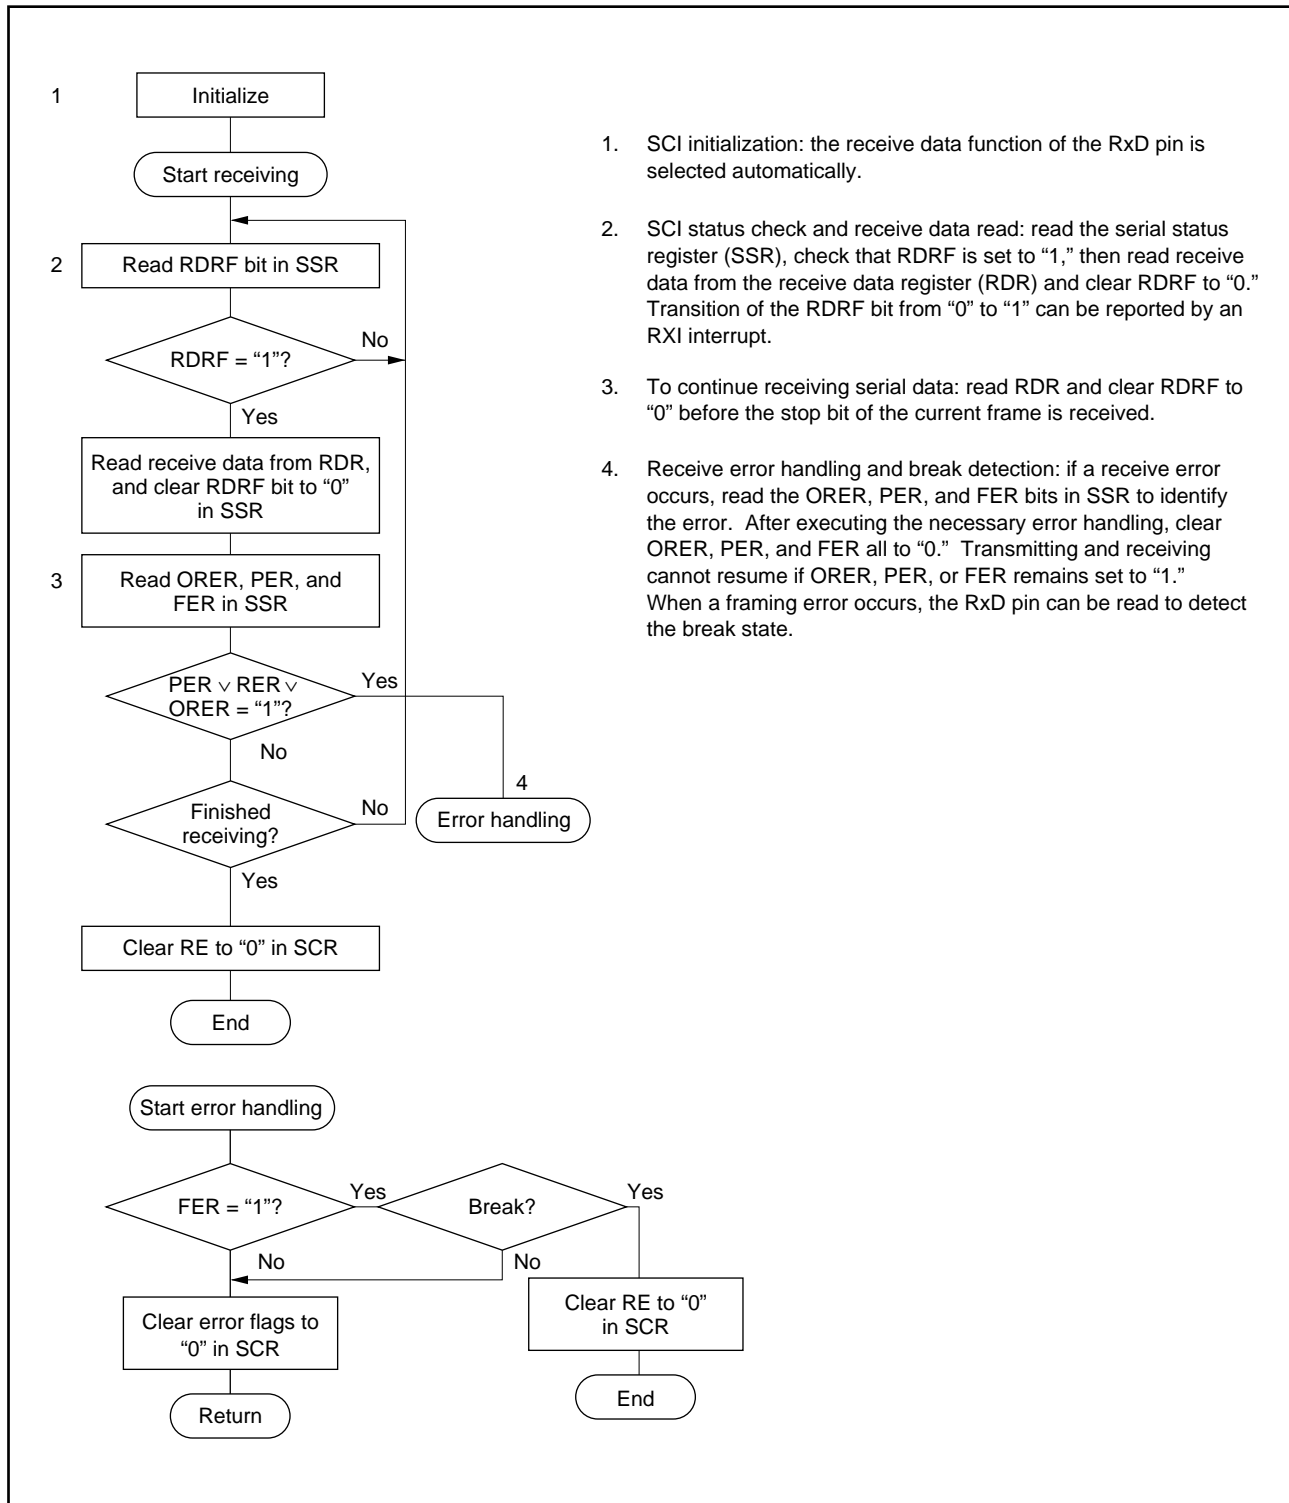 1
Initialize
Start receiving
2
Read RDRF bit in SSR
RDRF = “1”?
No
Yes
Read receive data from RDR,
and clear RDRF bit to “0”
in SSR
3
Read ORER, PER, and
FER in SSR
PER ∨ RER ∨
ORER = “1”?
Yes
No
4
Error handling
Finished
receiving?
No
Yes
Clear RE to “0” in SCR
End
1. SCI initialization: the receive data function of the RxD pin is
selected automatically.
2. SCI status check and receive data read: read the serial status
register (SSR), check that RDRF is set to “1,” then read receive
data from the receive data register (RDR) and clear RDRF to “0.”
Transition of the RDRF bit from “0” to “1” can be reported by an
RXI interrupt.
3. To continue receiving serial data: read RDR and clear RDRF to
“0” before the stop bit of the current frame is received.
4. Receive error handling and break detection: if a receive error
occurs, read the ORER, PER, and FER bits in SSR to identify
the error. After executing the necessary error handling, clear
ORER, PER, and FER all to “0.” Transmitting and receiving
cannot resume if ORER, PER, or FER remains set to “1.”
When a framing error occurs, the RxD pin can be read to detect
the break state.
Start error handling
FER = “1”?
Yes
Break?
Yes
No
No
Clear error flags to
“0” in SCR
Return
Clear RE to “0”
in SCR
End